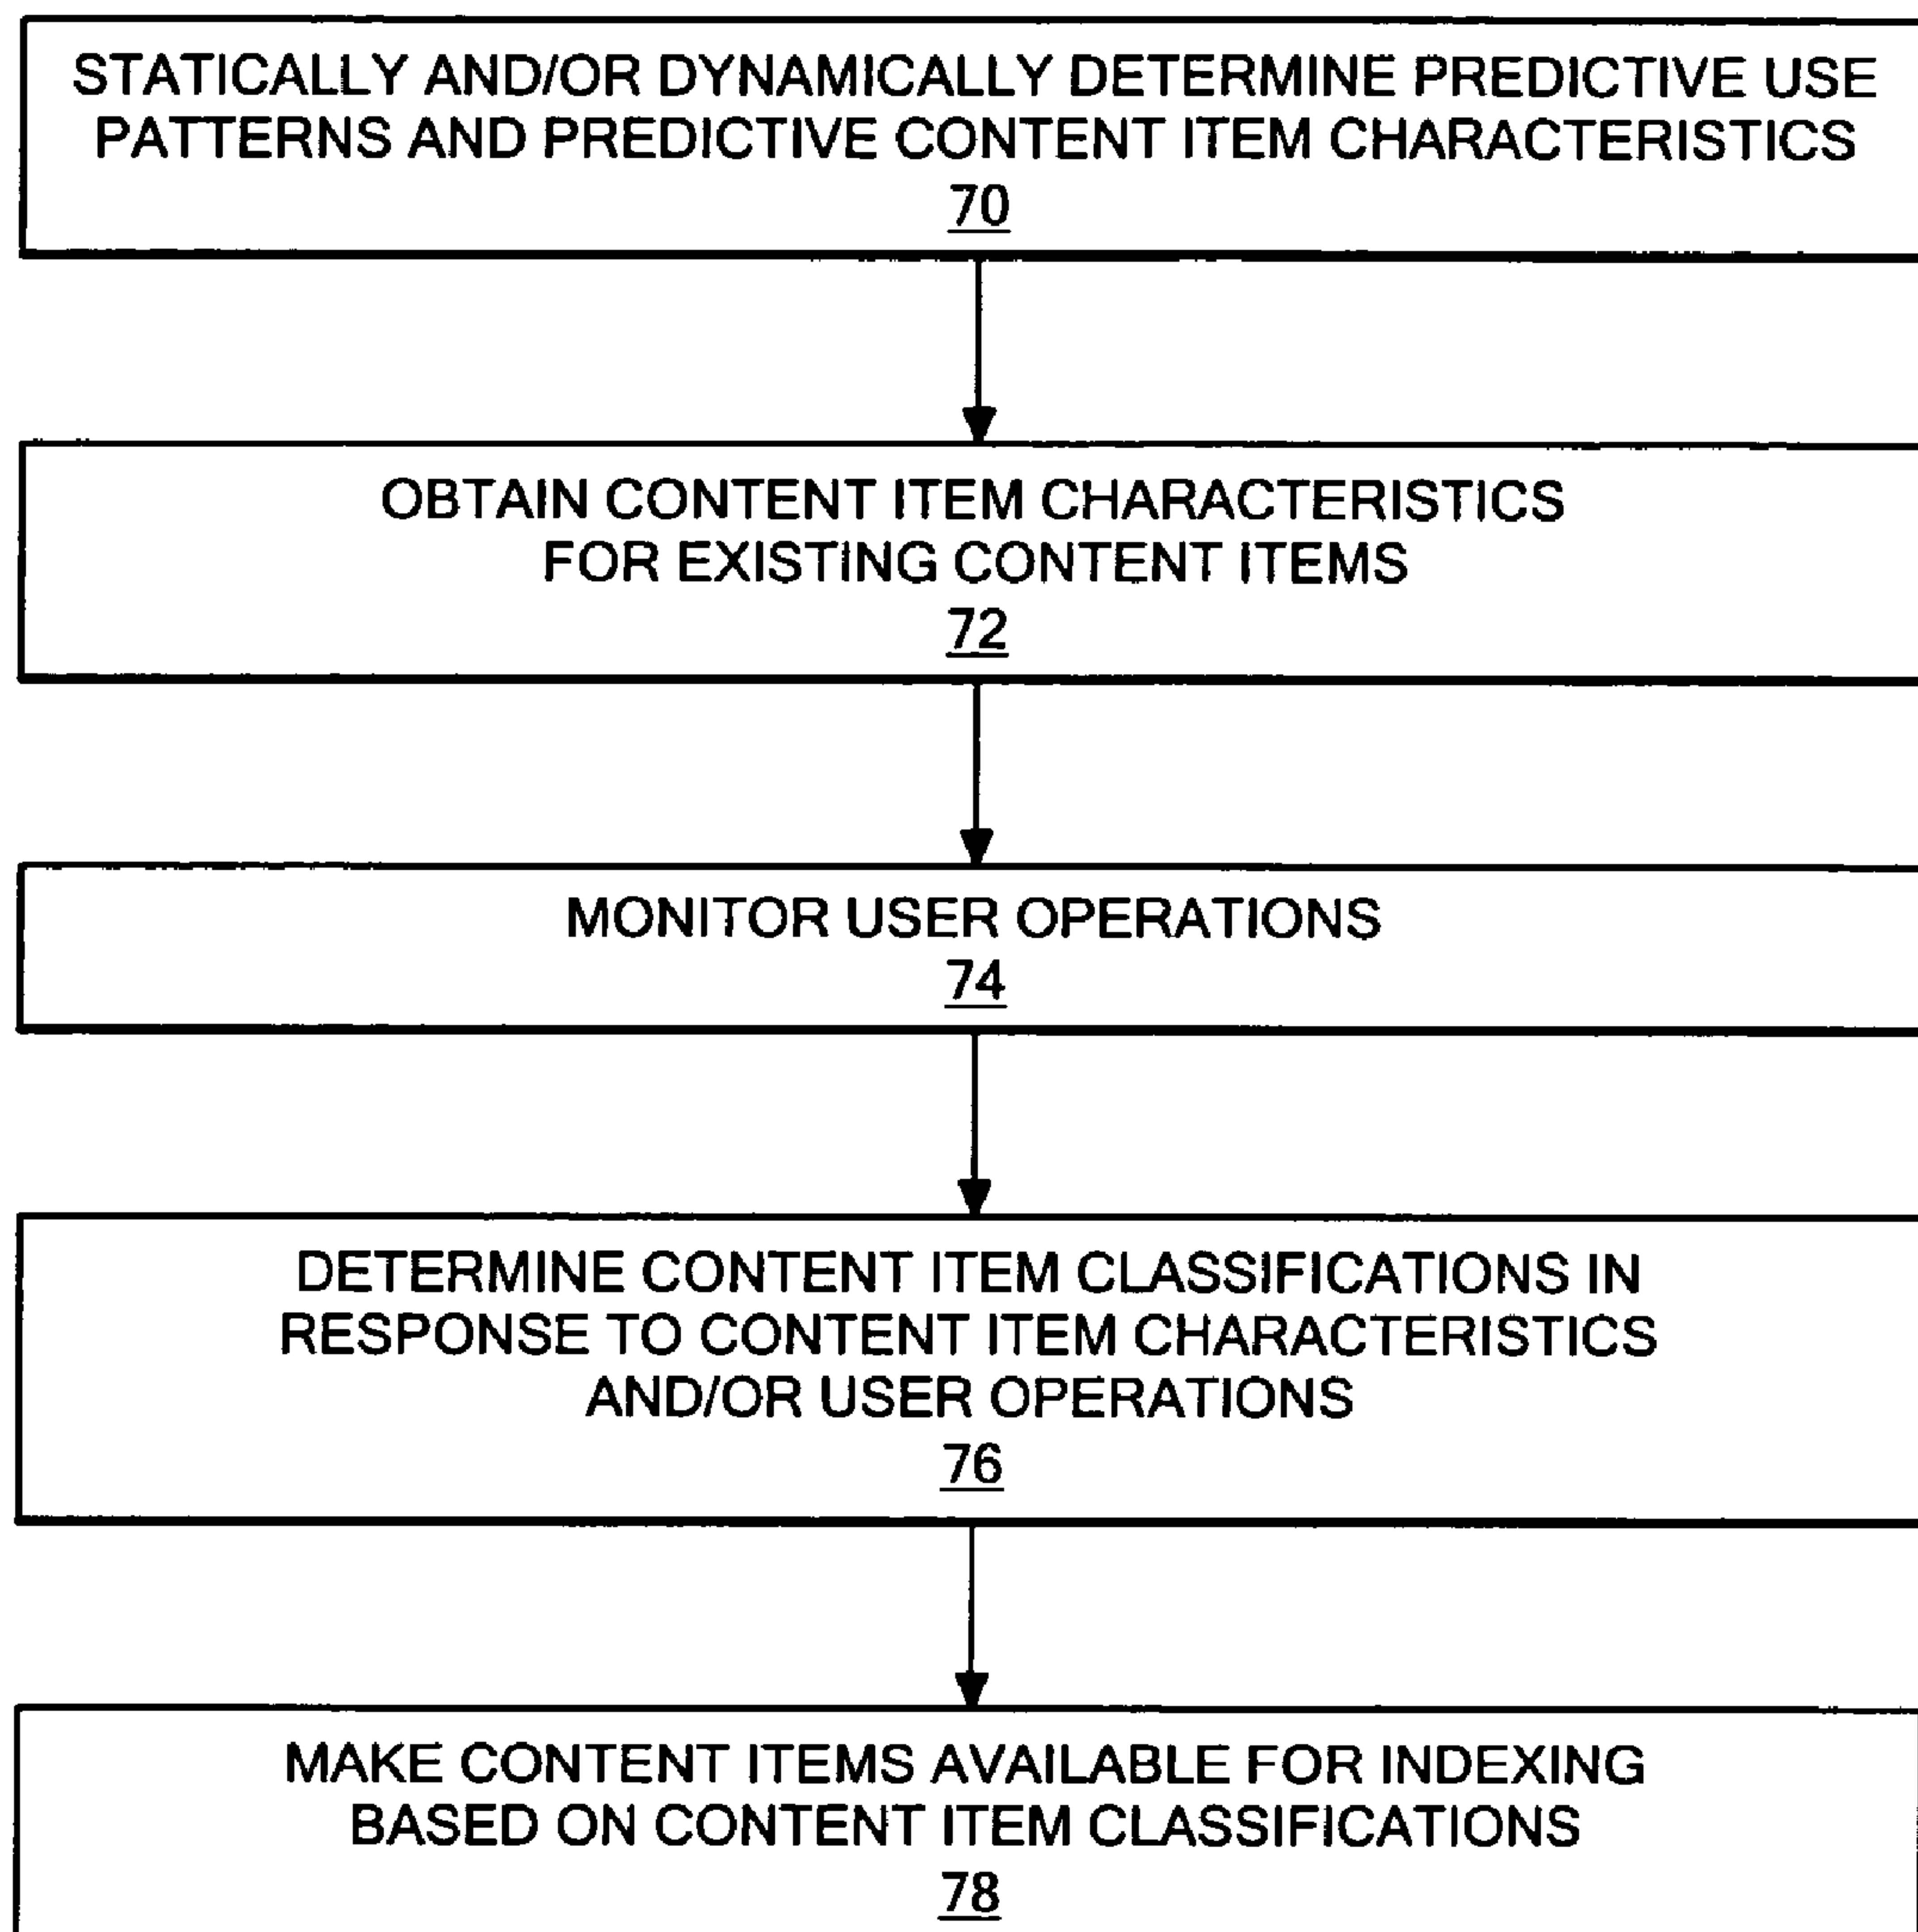 STATICALLY AND/OR DYNAMICALLY DETERMINE PREDICTIVE USE
PATTERNS AND PREDICTIVE CONTENT ITEM CHARACTERISTICS
70
OBTAIN CONTENT ITEM CHARACTERISTICS
FOR EXISTING CONTENT ITEMS
72
MONITOR USER OPERATIONS
74
DETERMINE CONTENT ITEM CLASSIFICATIONS IN
RESPONSE TO CONTENT ITEM CHARACTERISTICS
AND/OR USER OPERATIONS
76
MAKE CONTENT ITEMS AVAILABLE FOR INDEXING
BASED ON CONTENT ITEM CLASSIFICATIONS
78